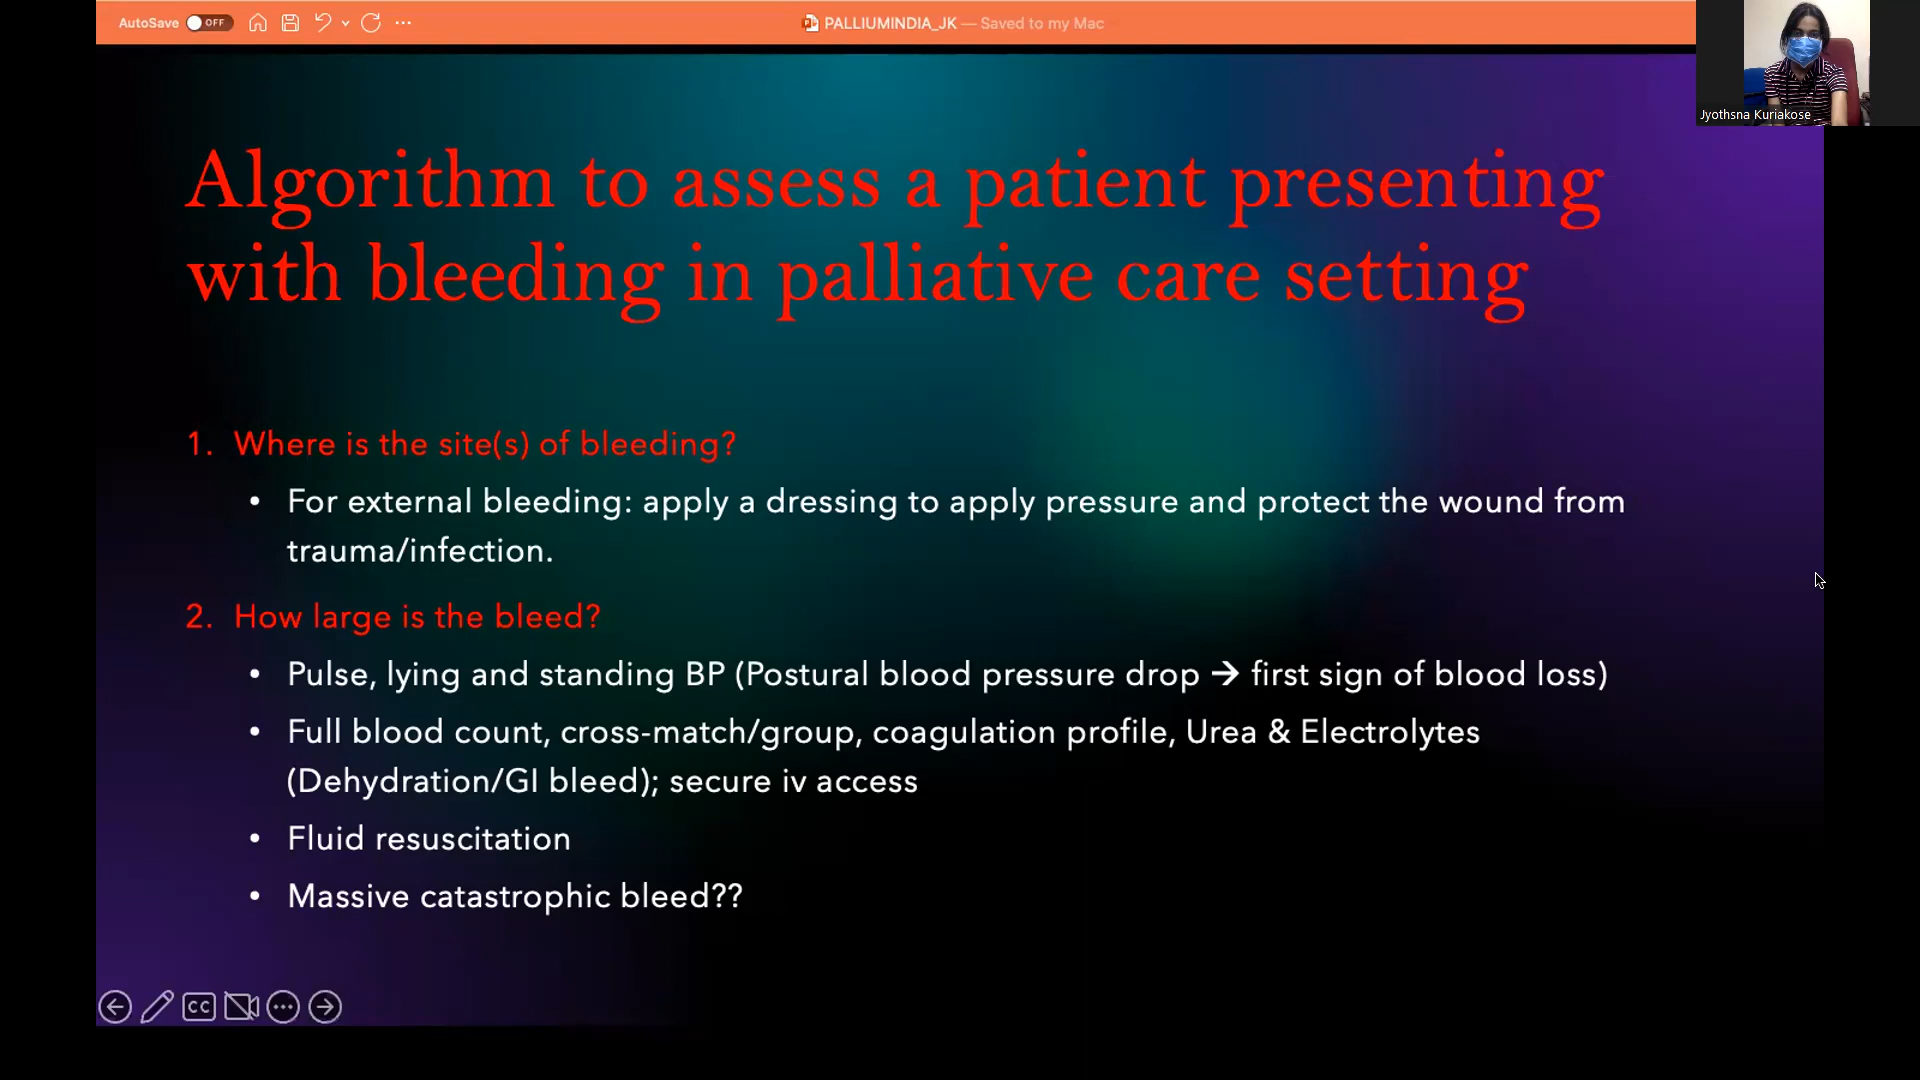 AutoSave OFF
PALLIUMINDIA_JK — Saved to my Mac
Jyothsna Kuriakose
Algorithm to assess a patient presenting
with bleeding in palliative care setting
1. Where is the site(s) of bleeding?
• For external bleeding: apply a dressing to apply pressure and protect the wound from
trauma/infection.
2. How large is the bleed?
• Pulse, lying and standing BP (Postural blood pressure drop → first sign of blood loss)
• Full blood count, cross-match/group, coagulation profile, Urea & Electrolytes
(Dehydration/GI bleed); secure iv access
• Fluid resuscitation
• Massive catastrophic bleed??
CC